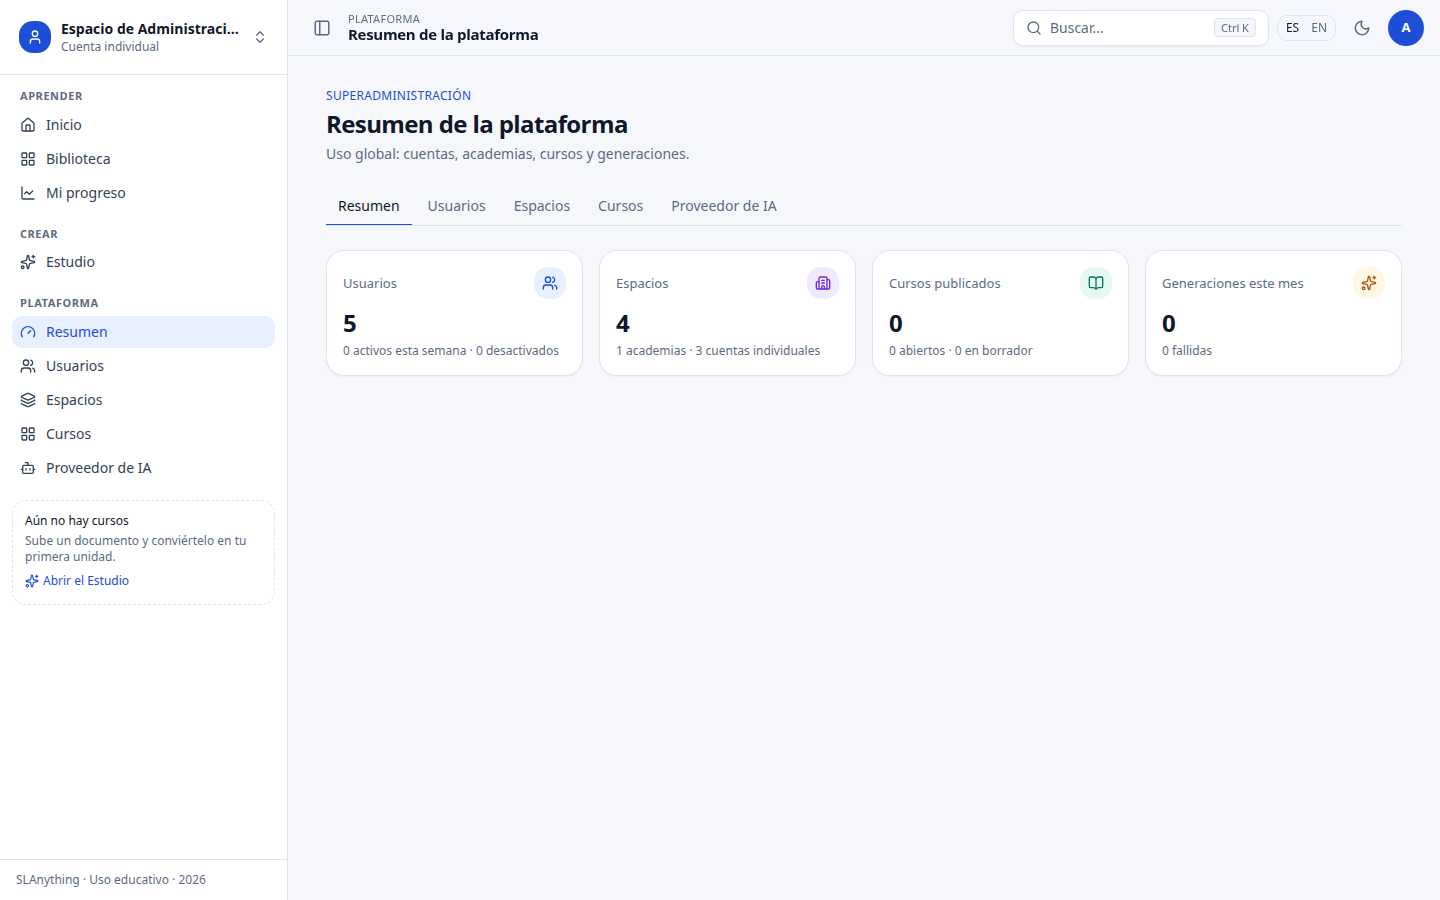 Espacio de Administraci...
Cuenta individual
APRENDER
Inicio
Biblioteca
Mi progreso
CREAR
Estudio
PLATAFORMA
Resumen
Usuarios
Espacios
Cursos
Proveedor de IA
Aún no hay cursos
Sube un documento y conviértelo en tu
primera unidad.
Abrir el Estudio
SLAnything · Uso educativo · 2026
PLATAFORMA
Resumen de la plataforma
Buscar...
Ctrl K
ES EN
A
SUPERADMINISTRACIÓN
Resumen de la plataforma
Uso global: cuentas, academias, cursos y generaciones.
Resumen Usuarios Espacios Cursos Proveedor de IA
Usuarios
5
0 activos esta semana · 0 desactivados
Espacios
4
1 academias · 3 cuentas individuales
Cursos publicados
0
0 abiertos · 0 en borrador
Generaciones este mes
0
0 fallidas